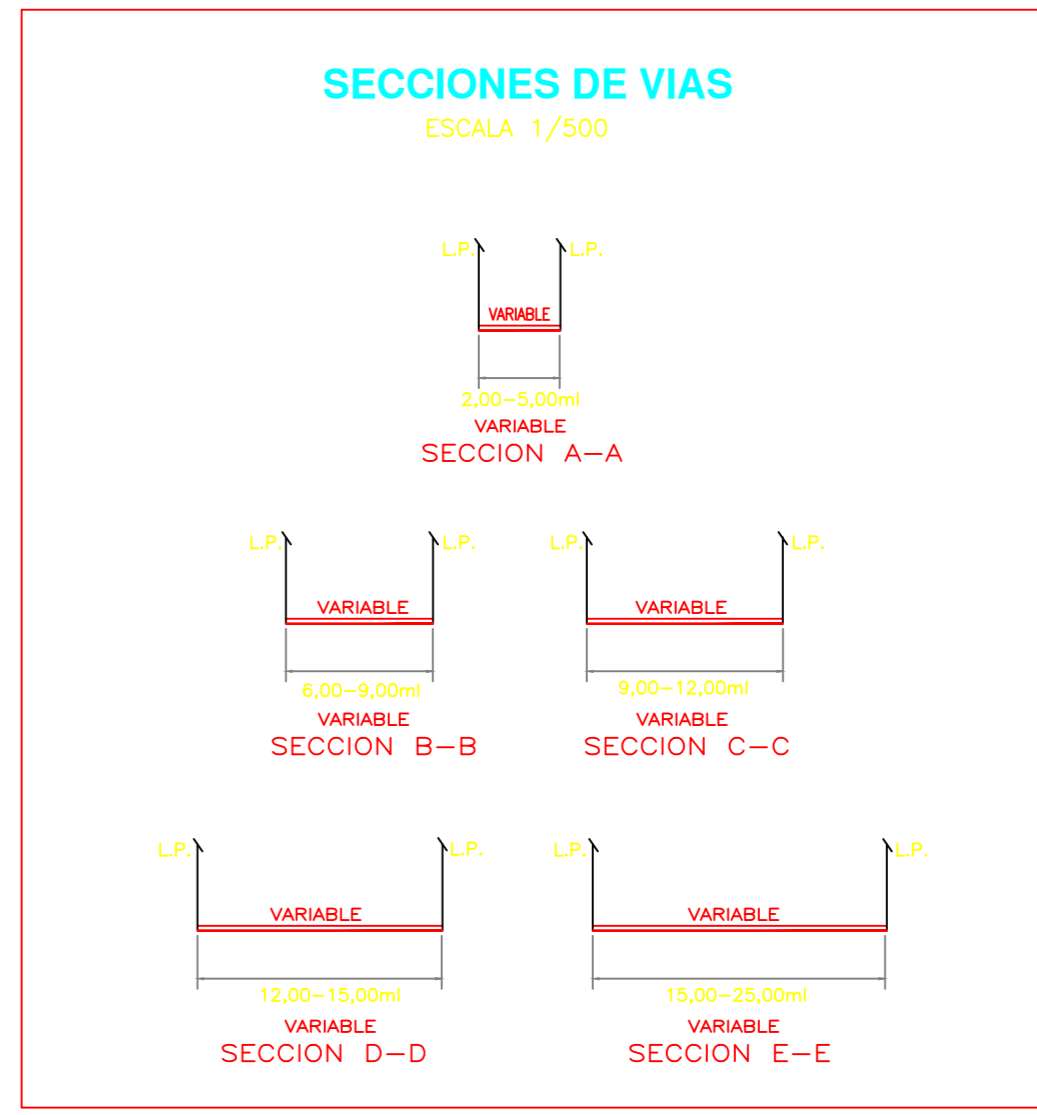 SECCIONES DE VIAS
ESCALA 1/500
L.P. L.P.
VARIABLE
2,00-5,00ml
VARIABLE
SECCION A-A
L.P. L.P.
VARIABLE
6,00-9,00ml
VARIABLE
SECCION B-B
L.P. L.P.
VARIABLE
9,00-12,00ml
VARIABLE
SECCION C-C
L.P. L.P.
VARIABLE
12,00-15,00ml
VARIABLE
SECCION D-D
L.P. L.P.
VARIABLE
15,00-25,00ml
VARIABLE
SECCION E-E